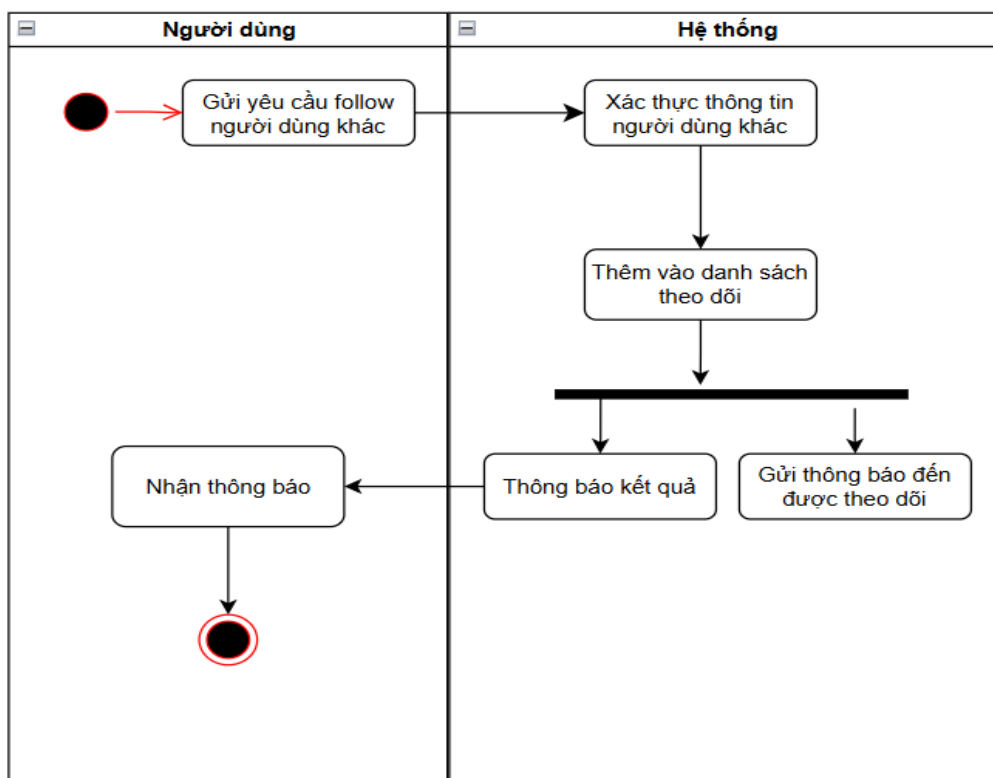 Người dùng
Hệ thống
Gửi yêu cầu follow
người dùng khác
Xác thực thông tin
người dùng khác
Thêm vào danh sách
theo dõi
Nhận thông báo
Thông báo kết quả
Gửi thông báo đến
được theo dõi